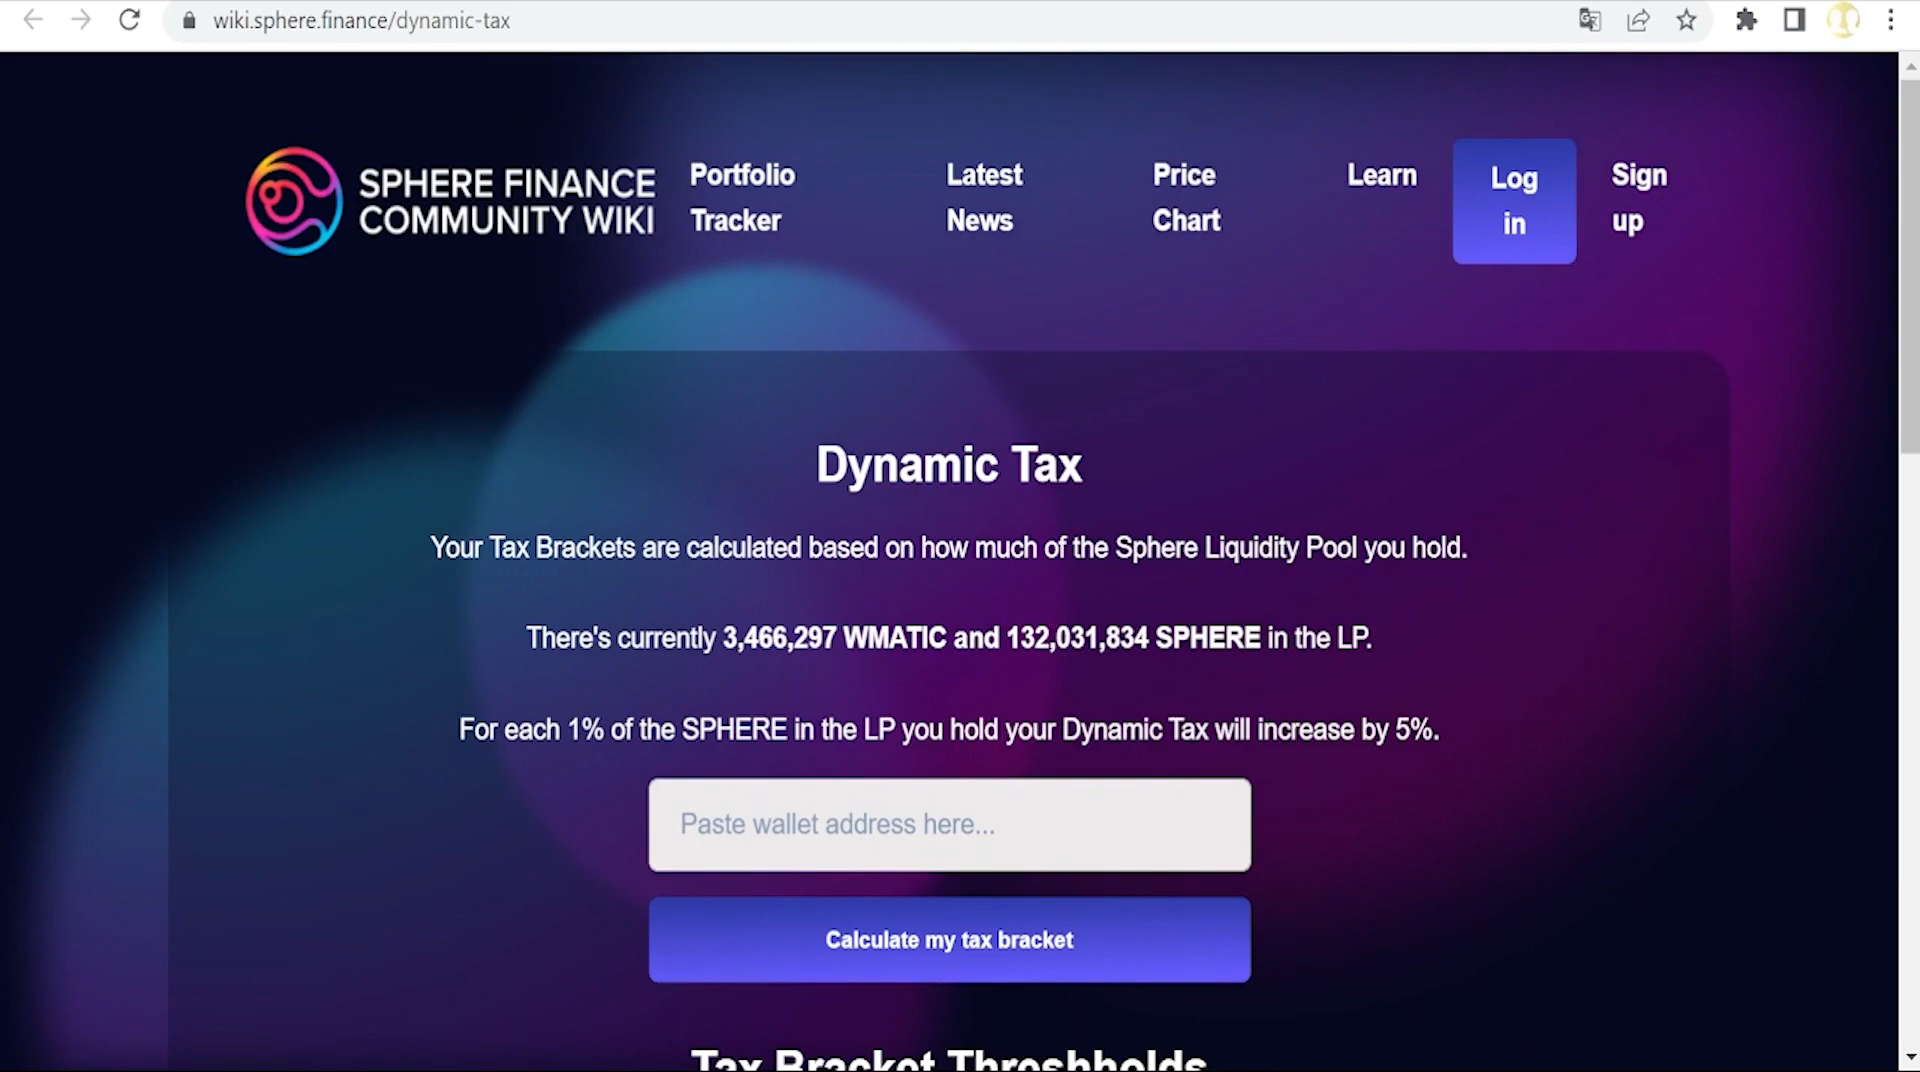 wiki.sphere.finance/dynamic-tax
SPHERE FINANCE
COMMUNITY WIKI
Portfolio
Tracker
Latest
News
Price
Chart
Learn
Log
in
Sign
up
Dynamic Tax
Your Tax Brackets are calculated based on how much of the Sphere Liquidity Pool you hold.
There's currently 3,466,297 WMATIC and 132,031,834 SPHERE in the LP.
For each 1% of the SPHERE in the LP you hold your Dynamic Tax will increase by 5%.
Paste wallet address here...
Calculate my tax bracket
Tax Bracket Threshholds